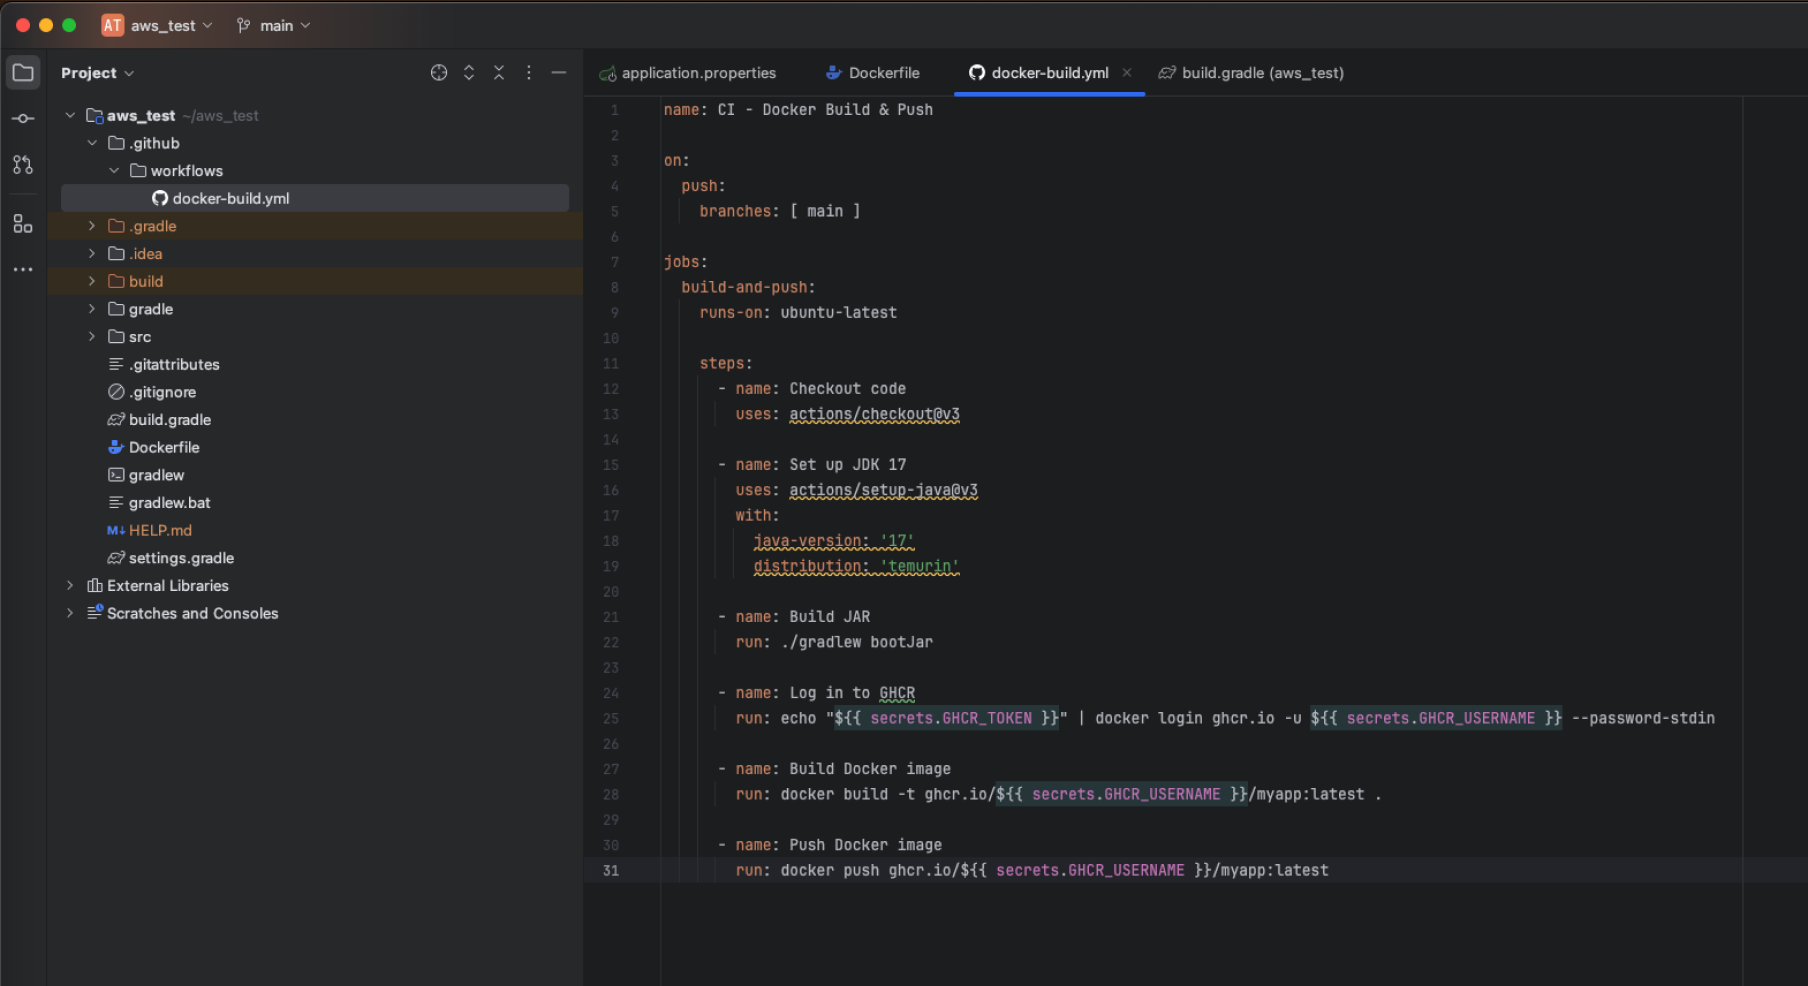 AT aws_test main
Project
application.properties Dockerfile docker-build.yml build.gradle (aws_test)
aws_test ~/aws_test
.github
workflows
docker-build.yml
.gradle
.idea
build
gradle
src
.gitattributes
.gitignore
build.gradle
Dockerfile
gradlew
gradlew.bat
M↓ HELP.md
settings.gradle
External Libraries
Scratches and Consoles
1 name: CI - Docker Build & Push
2
3 on:
4 push:
5 branches: [ main ]
6
7 jobs:
8 build-and-push:
9 runs-on: ubuntu-latest
10
11 steps:
12 - name: Checkout code
13 uses: actions/checkout@v3
14
15 - name: Set up JDK 17
16 uses: actions/setup-java@v3
17 with:
18 java-version: '17'
19 distribution: 'temurin'
20
21 - name: Build JAR
22 run: ./gradlew bootJar
23
24 - name: Log in to GHCR
25 run: echo "${{ secrets.GHCR_TOKEN }}" | docker login ghcr.io -u ${{ secrets.GHCR_USERNAME }} --password-stdin
26
27 - name: Build Docker image
28 run: docker build -t ghcr.io/${{ secrets.GHCR_USERNAME }}/myapp:latest .
29
30 - name: Push Docker image
31 run: docker push ghcr.io/${{ secrets.GHCR_USERNAME }}/myapp:latest